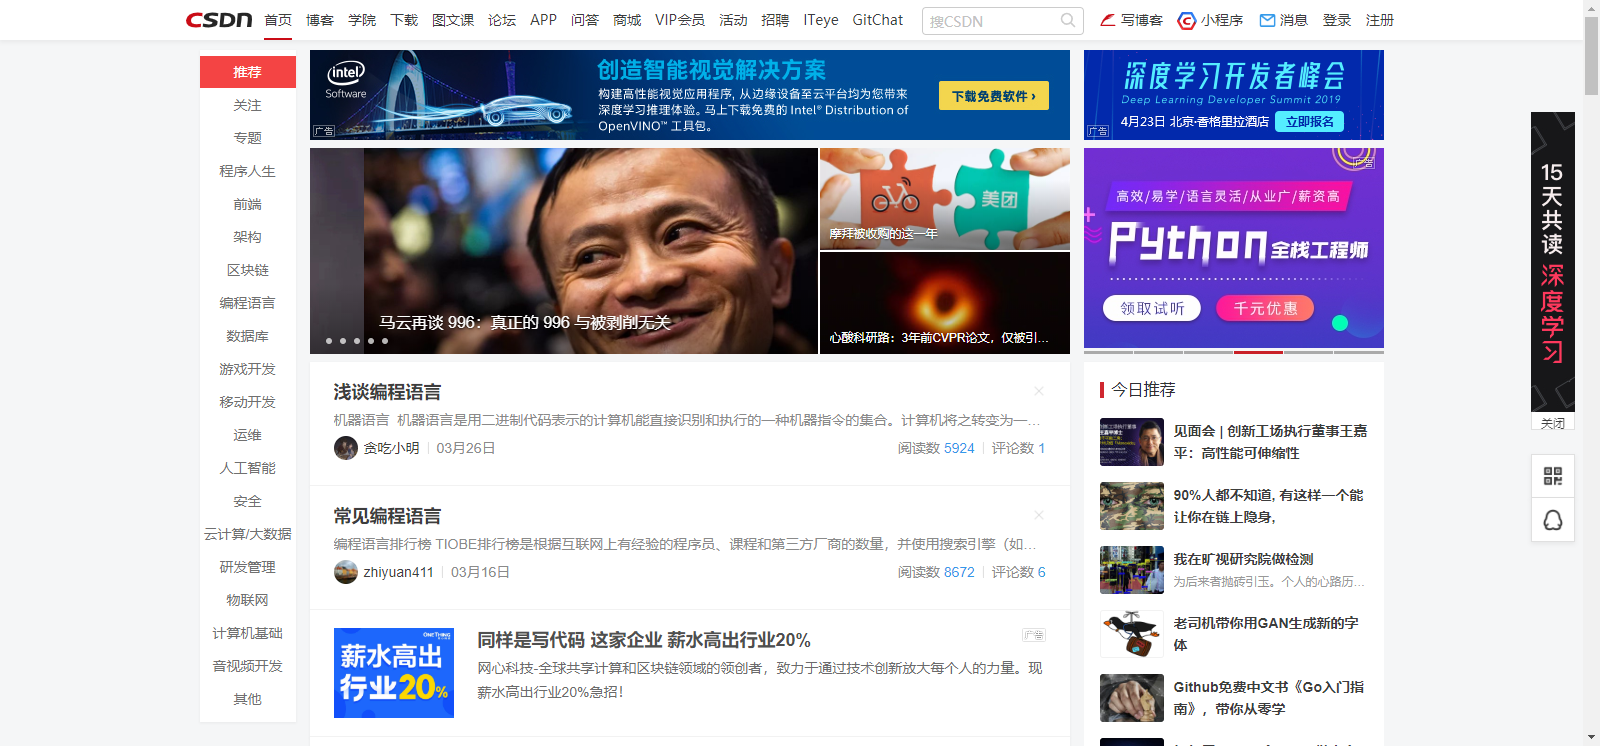 CSDN 首页 博客 学院 下载 图文课 论坛 APP 问答 商城 VIP会员 活动 招聘 ITeye GitChat 搜CSDN 写博客 小程序 消息 登录 注册
推荐
关注
专题
程序人生
前端
架构
区块链
编程语言
数据库
游戏开发
移动开发
运维
人工智能
安全
云计算/大数据
研发管理
物联网
计算机基础
音视频开发
其他
intel
Software
创造智能视觉解决方案
构建高性能视觉应用程序, 从边缘设备至云平台均为您带来
深度学习推理体验。马上下载免费的 Intel® Distribution of
OpenVINO™ 工具包。
下载免费软件 ›
广告
马云再谈 996：真正的 996 与被剥削无关
美团
摩拜被收购的这一年
心酸科研路：3年前CVPR论文，仅被引...
浅谈编程语言
机器语言 机器语言是用二进制代码表示的计算机能直接识别和执行的一种机器指令的集合。计算机将之转变为一...
贪吃小明 03月26日 阅读数 5924 评论数 1
常见编程语言
编程语言排行榜 TIOBE排行榜是根据互联网上有经验的程序员、课程和第三方厂商的数量，并使用搜索引擎（如...
zhiyuan411 03月16日 阅读数 8672 评论数 6
ONETHING
薪水高出
行业20%
同样是写代码 这家企业 薪水高出行业20%
广告
网心科技-全球共享计算和区块链领域的领创者，致力于通过技术创新放大每个人的力量。现
薪水高出行业20%急招！
深度学习开发者峰会
Deep Learning Developer Summit 2019
4月23日 北京·香格里拉酒店 立即报名
广告
广告
高效/易学/语言灵活/从业广/薪资高
Python 全栈工程师
领取试听 千元优惠
今日推荐
见面会 | 创新工场执行董事王嘉
平：高性能可伸缩性
90%人都不知道, 有这样一个能
让你在链上隐身,
我在旷视研究院做检测
为后来者抛砖引玉。个人的心路历...
老司机带你用GAN生成新的字
体
Github免费中文书《Go入门指
南》，带你从零学
15
天
共
读
深
度
学
习
关闭